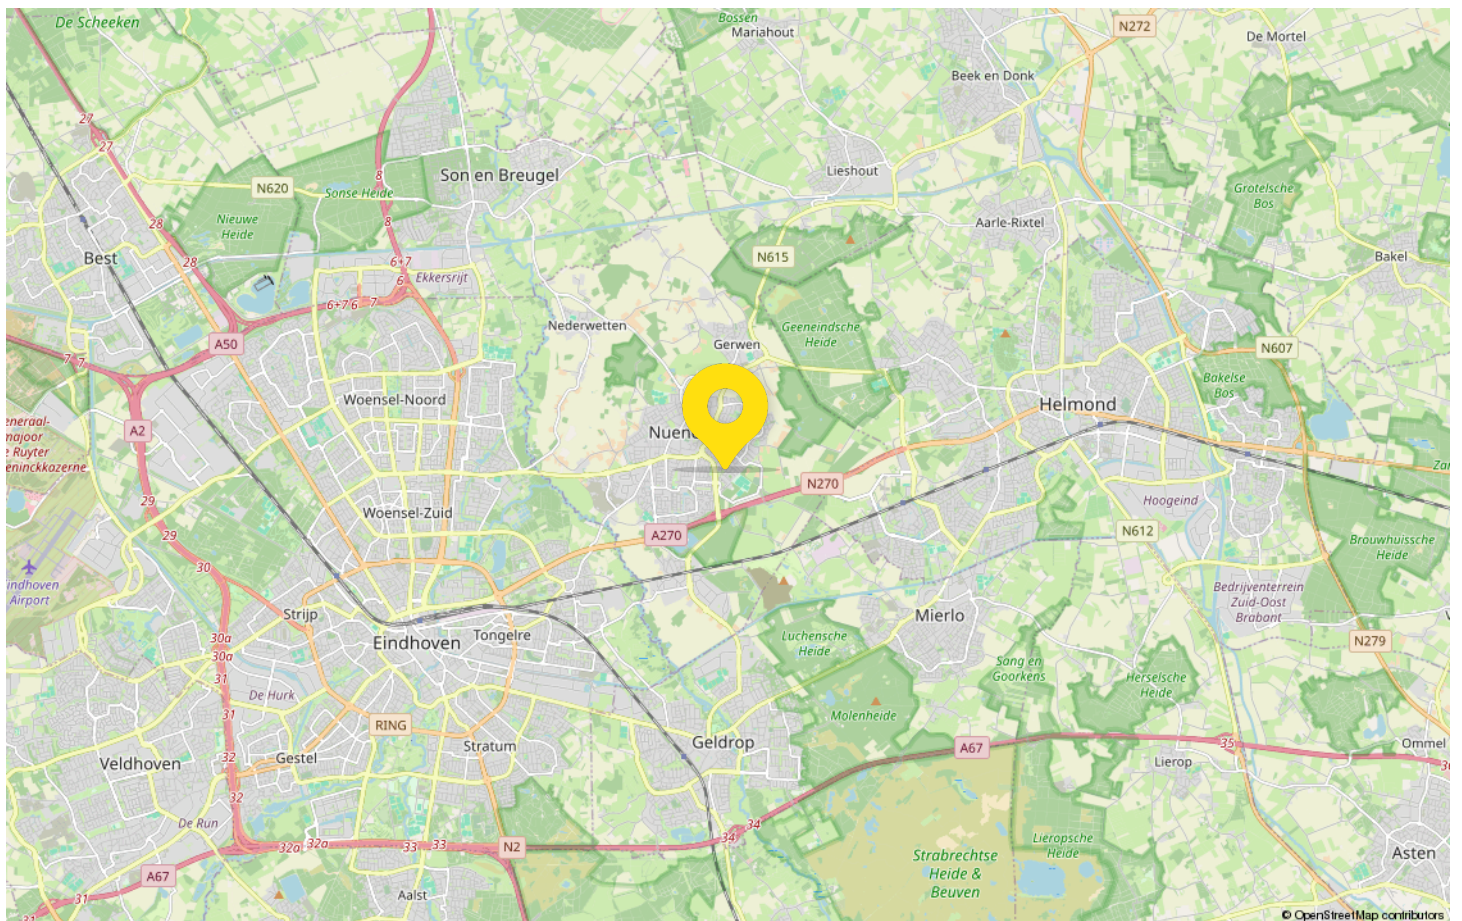 De Scheeken
Bossen
Mariahout
N272
De Mortel
Beek en Donk
27
27
8
Son en Breugel
Lieshout
N620
Sonse Heide
Grotelsche
Bos
Nieuwe
Heide
28
8
Aarle-Rixtel
Best
28
6+7
N615
Bakel
6
Ekkersrijt
6+7
6
7
Nederwetten
Geeneindsche
Heide
A50
Gerwen
N607
7
7
Bakelse
Bos
Woensel-Noord
Helmond
A2
Nuen
N270
29
Hoogeind
Woensel-Zuid
29
A270
N612
Brouwhuissche
Heide
30
Bedrijventerrein
Zuid-Oost
Brabant
Airport
Strijp
Mierlo
30a
Tongelre
Luchensche
Heide
Eindhoven
30a
N279
31
Sang en
Goorkens
Herselsche
Heide
De Hurk
31
RING
Molenheide
Stratum
Geldrop
A67
35
Ommel
Gestel
32
Veldhoven
Lierop
32
De Run
34
34
32a
32a
33
33
N2
Lieropsche
Heide
Strabrechtse
Heide &
Beuven
Asten
A67
Aalst
31
31
© OpenStreetMap contributors